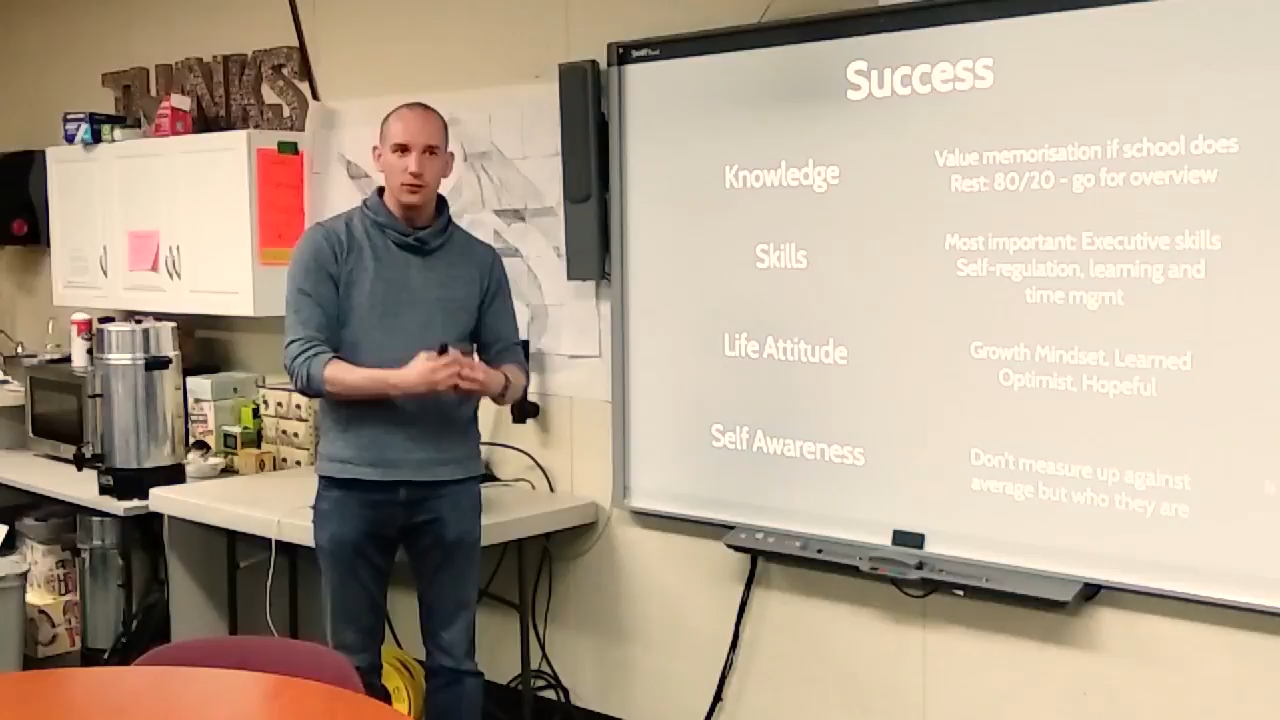 THINKS
Success
Knowledge
Value memorisation if school does
Rest: 80/20 - go for overview
Skills
Most important: Executive skills
Self-regulation, learning and
time mgmt
Life Attitude
Growth Mindset, Learned
Optimist, Hopeful
Self Awareness
Don't measure up against
average but who they are